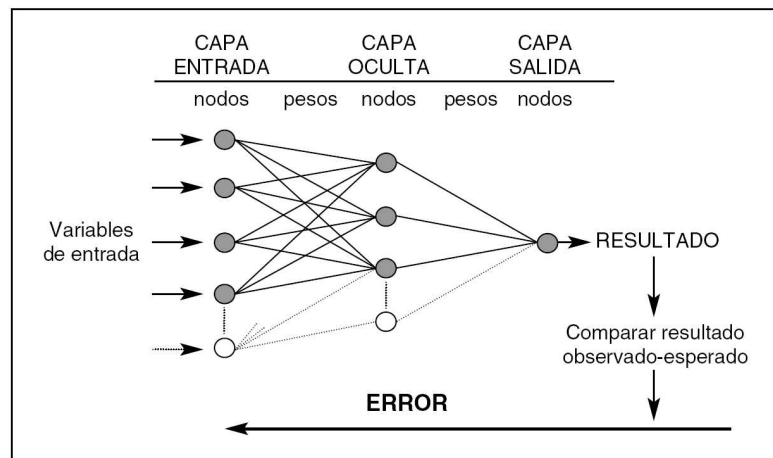 CAPA
ENTRADA
CAPA
OCULTA
CAPA
SALIDA
nodos pesos nodos pesos nodos
Variables
de entrada
RESULTADO
Comparar resultado
observado-esperado
ERROR